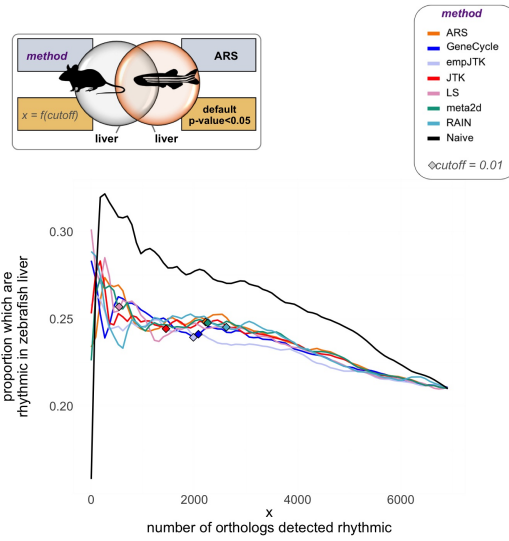 method
ARS
x = f(cutoff)
default
p-value<0.05
liver
liver
method
ARS
GeneCycle
empJTK
JTK
LS
meta2d
RAIN
Naive
cutoff = 0.01
proportion which are
rhythmic in zebrafish liver
0.30
0.25
0.20
0
2000
4000
6000
x
number of orthologs detected rhythmic